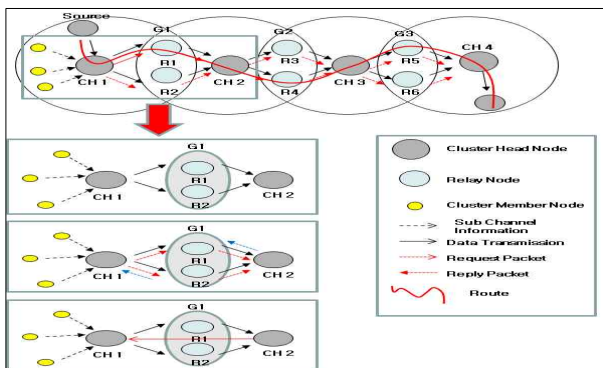 Source
G1
G2
G3
CH 4
R1
R3
R5
CH 1
R2
CH 2
R4
CH 3
R6
G1
R1
R2
CH 1
CH 2
G1
R1
R2
CH 1
CH 2
G1
R1
R2
CH 1
CH 2
Cluster Head Node
Relay Node
Cluster Member Node
Sub Channel
Information
Data Transmission
Request Packet
Reply Packet
Route